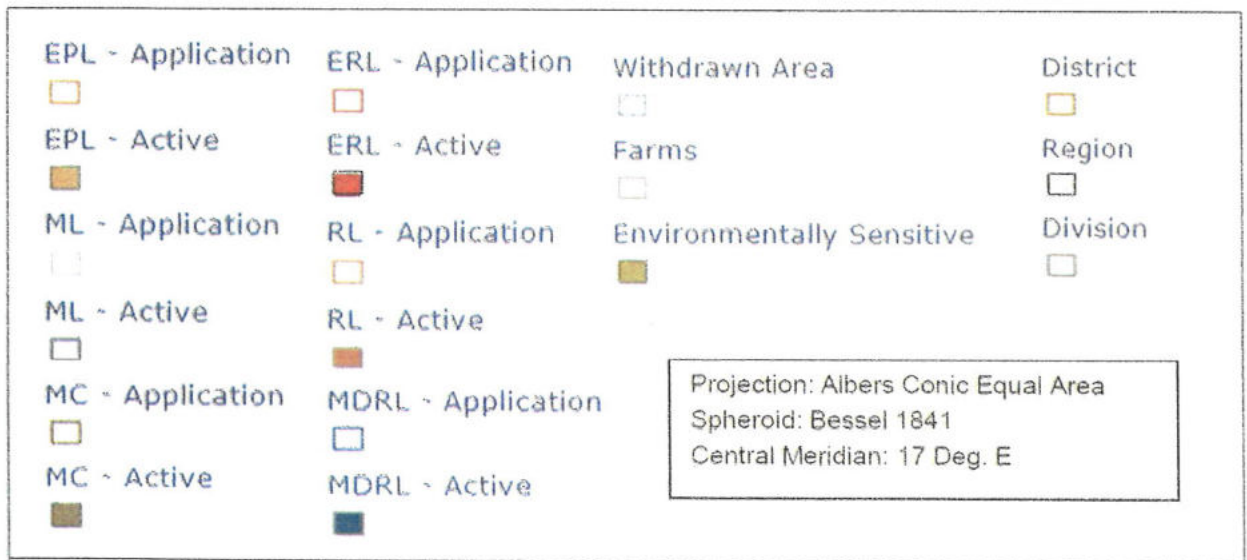 EPL - Application
EPL - Active
ML - Application
ML - Active
MC - Application
MC - Active
ERL - Application
ERL - Active
RL - Application
RL - Active
MDRL - Application
MDRL - Active
Withdrawn Area
Farms
Environmentally Sensitive
District
Region
Division
Projection: Albers Conic Equal Area
Spheroid: Bessel 1841
Central Meridian: 17 Deg. E